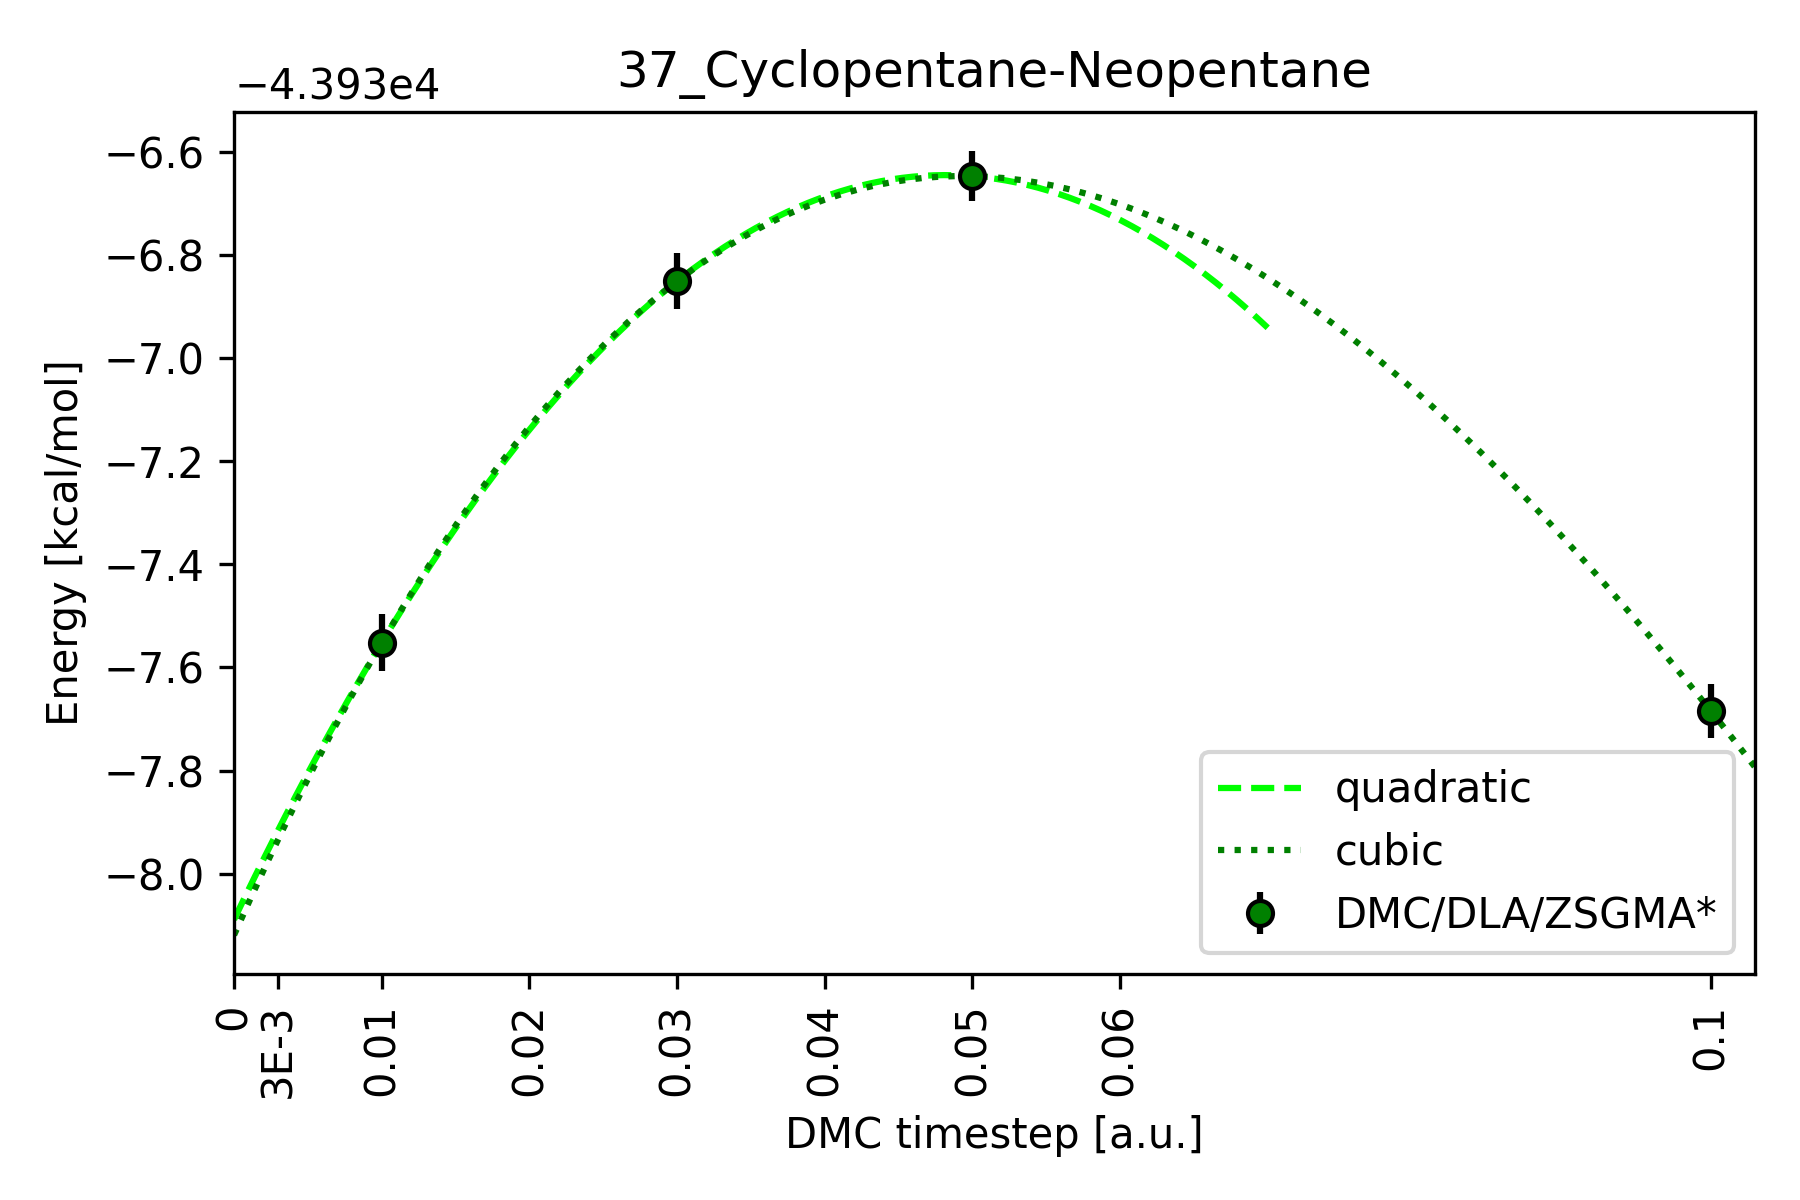 37_Cyclopentane-Neopentane
−4.393e4
−6.6
−6.8
−7.0
−7.2
−7.4
−7.6
−7.8
−8.0
Energy [kcal/mol]
quadratic
cubic
DMC/DLA/ZSGMA*
0
3E-3
0.01
0.02
0.03
0.04
0.05
0.06
0.1
DMC timestep [a.u.]